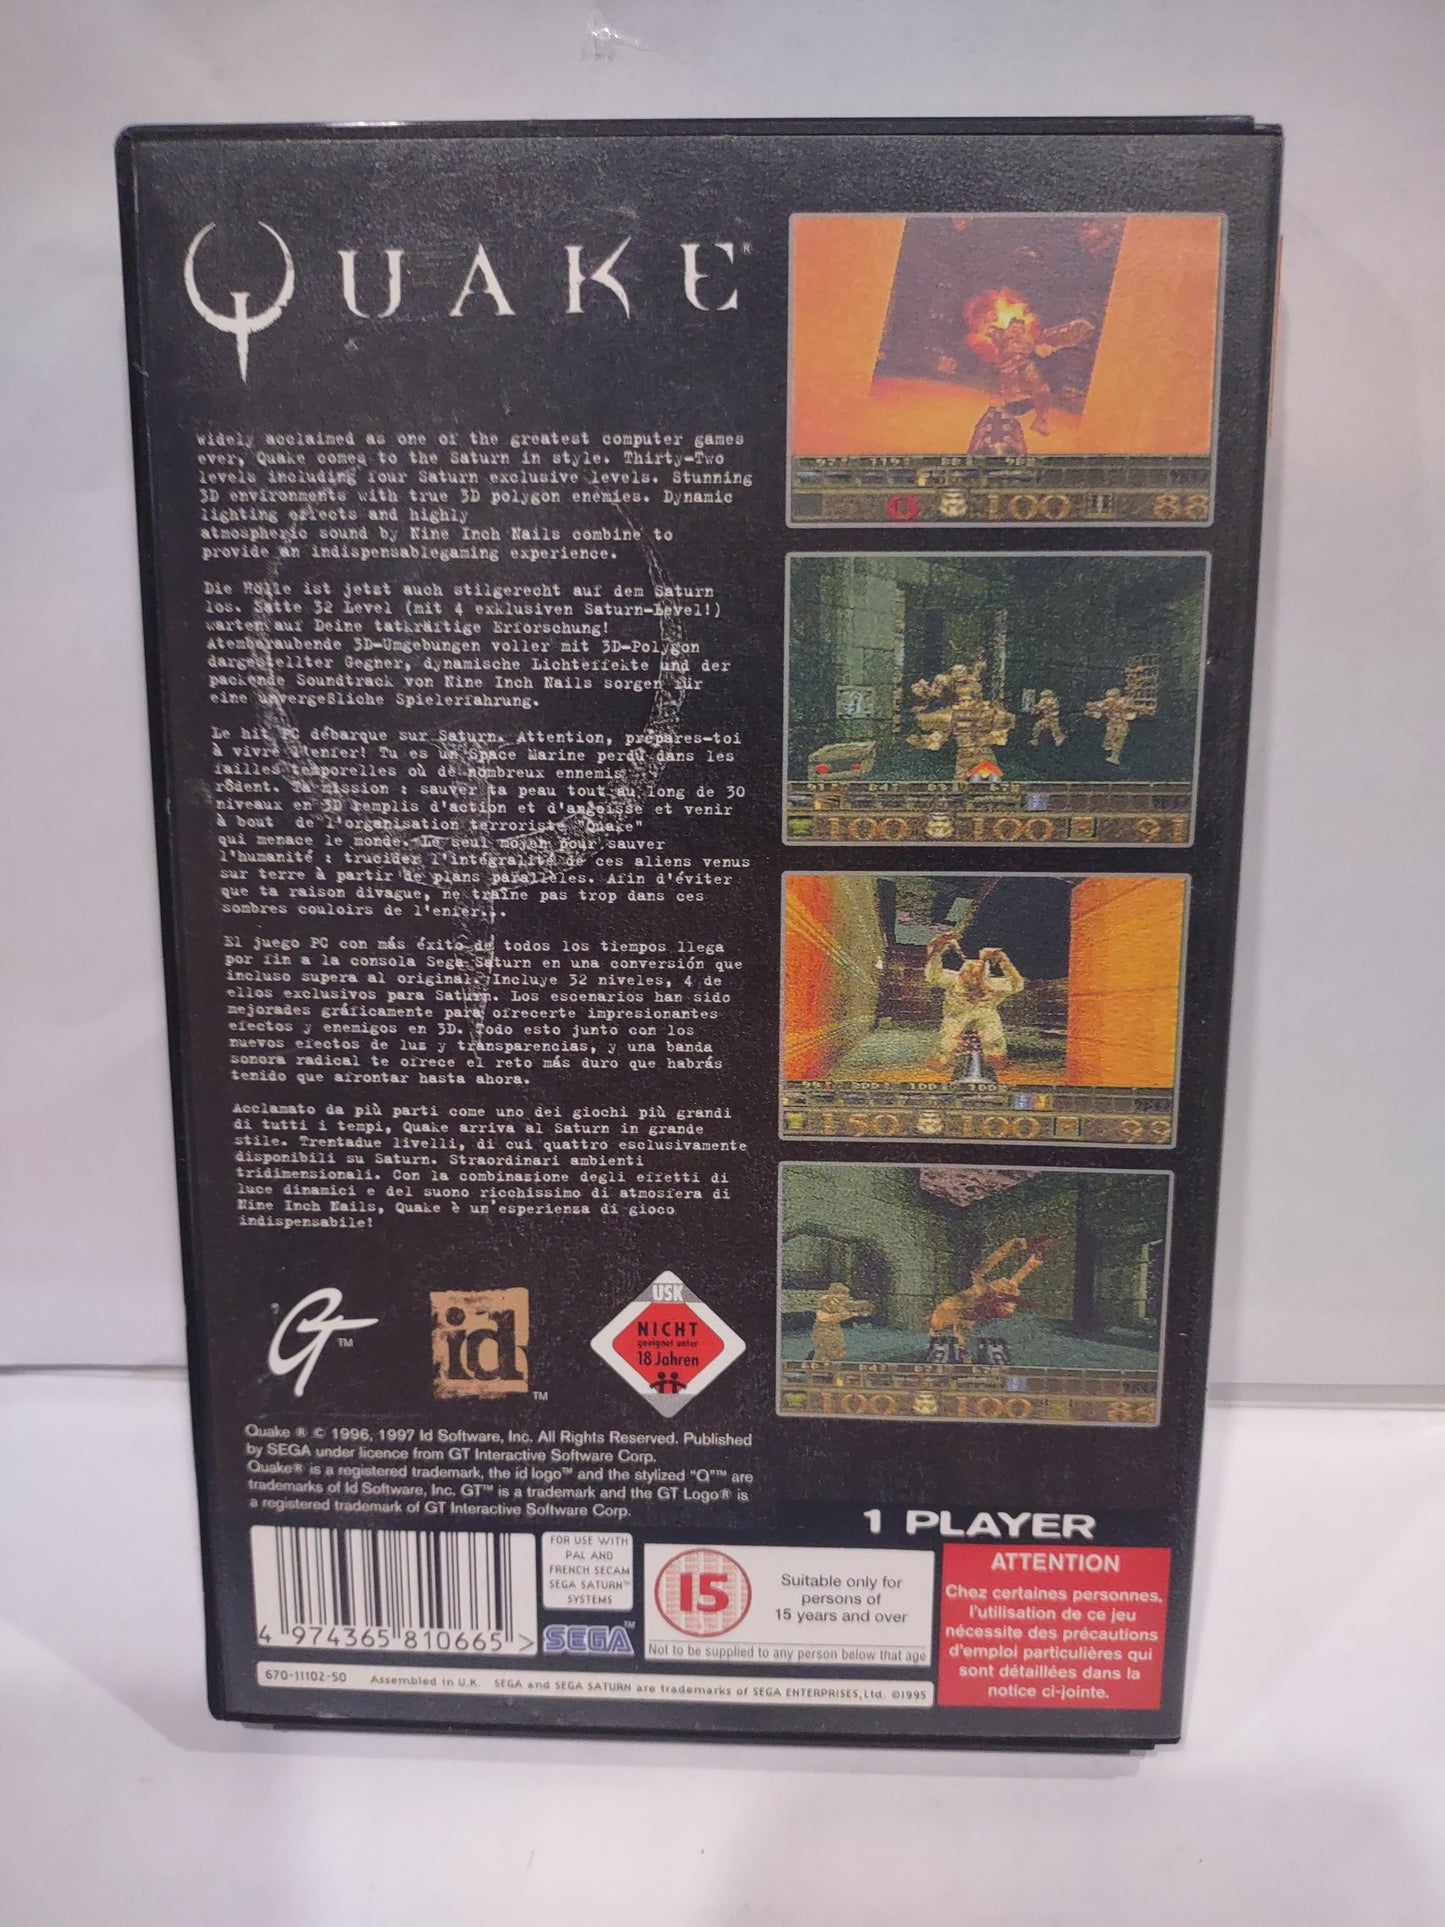 QUAKE®
Widely acclaimed as one of the greatest computer games
ever, Quake comes to the Saturn in style. Thirty-Two
levels including four Saturn exclusive levels. Stunning
3D environments with true 3D polygon enemies. Dynamic
lighting effects and highly
atmospheric sound by Nine Inch Nails combine to
provide an indispensablegaming experience.
Die Hölle ist jetzt auch stilgerecht auf dem Saturn
los. Satte 32 Level (mit 4 exklusiven Saturn-Level!)
warten auf Deine tatkräftige Erforschung!
Atemberaubende 3D-Umgebungen voller mit 3D-Polygon
dargestellter Gegner, dynamische Lichteffekte und der
packende Soundtrack von Nine Inch Nails sorgen für
eine unvergeßliche Spielerfahrung.
Le hit PC débarque sur Saturn. Attention, prépares-toi
à vivre l'enfer! Tu es un Space Marine perdu dans les
failles temporelles où de nombreux ennemis
rôdent. Ta mission : sauver ta peau tout au long de 30
niveaux en 3D remplis d'action et d'angoisse et venir
à bout de l'organisation terroriste "Quake"
qui menace le monde. Le seul moyen pour sauver
l'humanité : trucider l'intégralité de ces aliens venus
sur terre à partir de plans parallèles. Afin d'éviter
que ta raison divague, ne traîne pas trop dans ces
sombres couloirs de l'enfer...
El juego PC con más éxito de todos los tiempos llega
por fin a la consola Sega Saturn en una conversión que
incluso supera al original. Incluye 32 niveles, 4 de
ellos exclusivos para Saturn. Los escenarios han sido
mejorades gráficamente para ofrecerte impresionantes
efectos y enemigos en 3D. Todo esto junto con los
nuevos efectos de luz y transparencias, y una banda
sonora radical te ofrece el reto más duro que habrás
tenido que afrontar hasta ahora.
Acclamato da più parti come uno dei giochi più grandi
di tutti i tempi, Quake arriva al Saturn in grande
stile. Trentadue livelli, di cui quattro esclusivamente
disponibili su Saturn. Straordinari ambienti
tridimensionali. Con la combinazione degli effetti di
luce dinamici e del suono ricchissimo di atmosfera di
Nine Inch Nails, Quake è un'esperienza di gioco
indispensabile!
0 100 88
100 100 91
150 100 99
100 100 84
GT™
id™
USK
NICHT
geeignet unter
18 Jahren
Quake ® © 1996, 1997 Id Software, Inc. All Rights Reserved. Published
by SEGA under licence from GT Interactive Software Corp.
Quake® is a registered trademark, the id logo™ and the stylized "Q"™ are
trademarks of Id Software, Inc. GT™ is a trademark and the GT Logo® is
a registered trademark of GT Interactive Software Corp.
4 974365 810665 >
FOR USE WITH
PAL AND
FRENCH SECAM
SEGA SATURN™
SYSTEMS
SEGA™
15
Suitable only for
persons of
15 years and over
Not to be supplied to any person below that age
1 PLAYER
ATTENTION
Chez certaines personnes,
l'utilisation de ce jeu
nécessite des précautions
d'emploi particulières qui
sont détaillées dans la
notice ci-jointe.
670-11102-50 Assembled in U.K. SEGA and SEGA SATURN are trademarks of SEGA ENTERPRISES, Ltd. ©1995